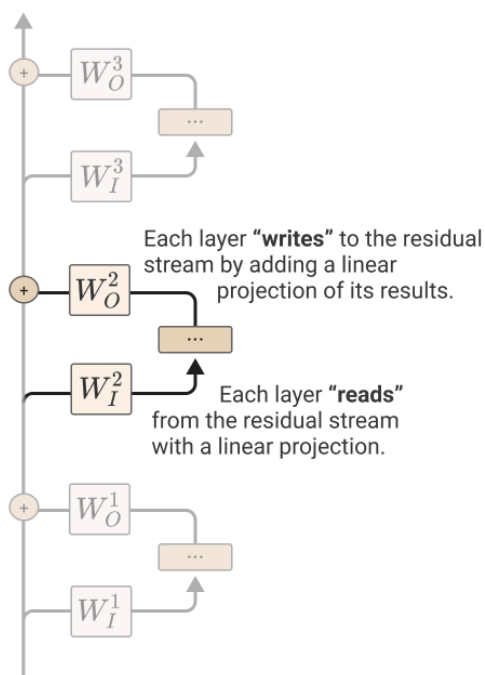 +
W_O^3
...
W_I^3
Each layer “writes” to the residual
stream by adding a linear
projection of its results.
+
W_O^2
...
W_I^2
Each layer “reads”
from the residual stream
with a linear projection.
+
W_O^1
...
W_I^1